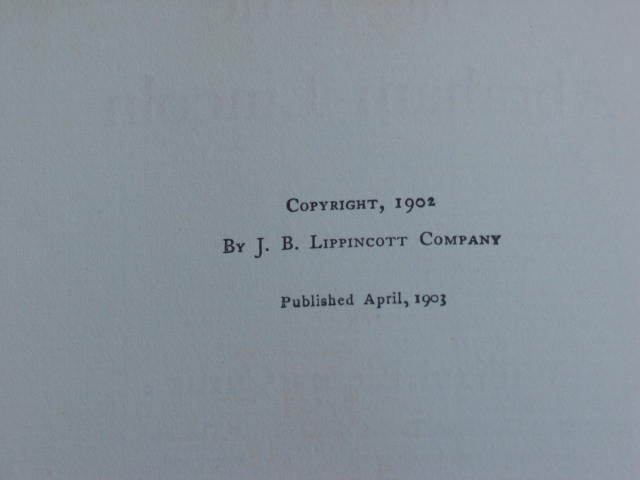 COPYRIGHT, 1902
BY J. B. LIPPINCOTT COMPANY
Published April, 1903